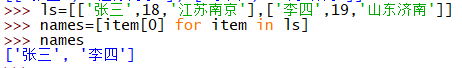 >>> ls=[['张三',18,'江苏南京'],['李四',19,'山东济南']]
>>> names=[item[0] for item in ls]
>>> names
['张三', '李四']